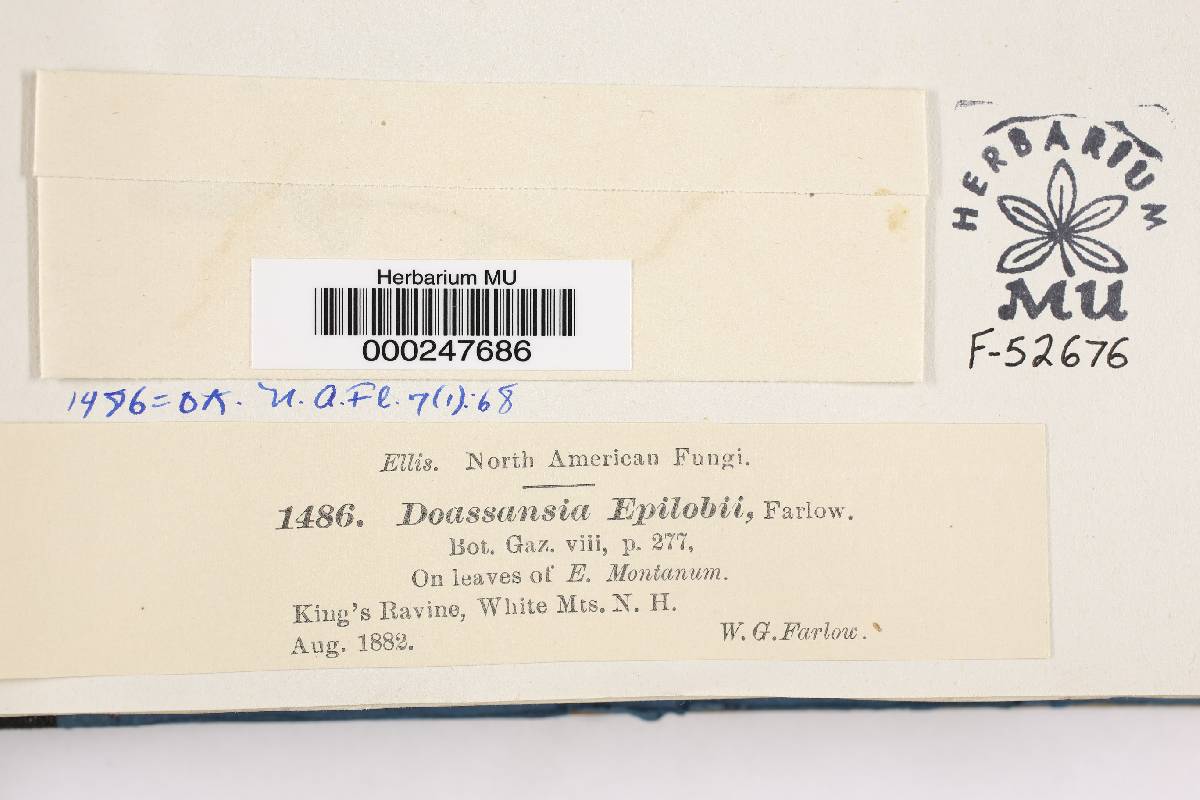 HERBARIUM
MU
F-52676
Herbarium MU
000247686
1486=OK. N. A. Fl. 7(1):68
Ellis. North American Fungi.
1486. Doassansia Epilobii, Farlow.
Bot. Gaz. viii, p. 277,
On leaves of E. Montanum.
King's Ravine, White Mts. N. H.
Aug. 1882.
W. G. Farlow.